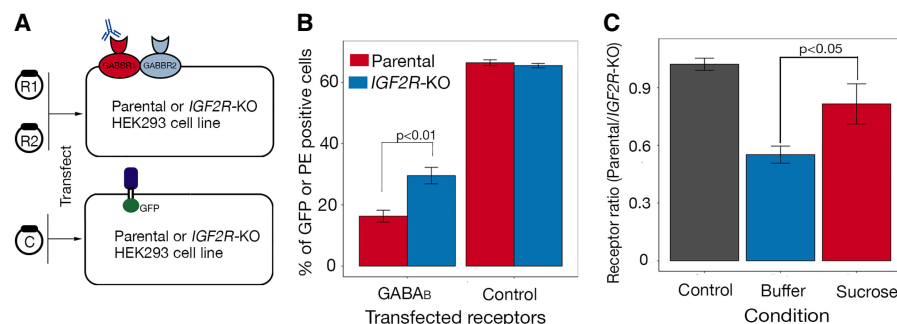 A
GABBR1
GABBR2
R1
R2
Parental or IGF2R-KO
HEK293 cell line
Transfect
GFP
C
Parental or IGF2R-KO
HEK293 cell line
B
% of GFP or PE positive cells
60
40
20
0
Parental
IGF2R-KO
p<0.01
GABAB
Control
Transfected receptors
C
Receptor ratio (Parental/IGF2R-KO)
0.9
0.6
0.3
0
p<0.05
Control
Buffer
Sucrose
Condition